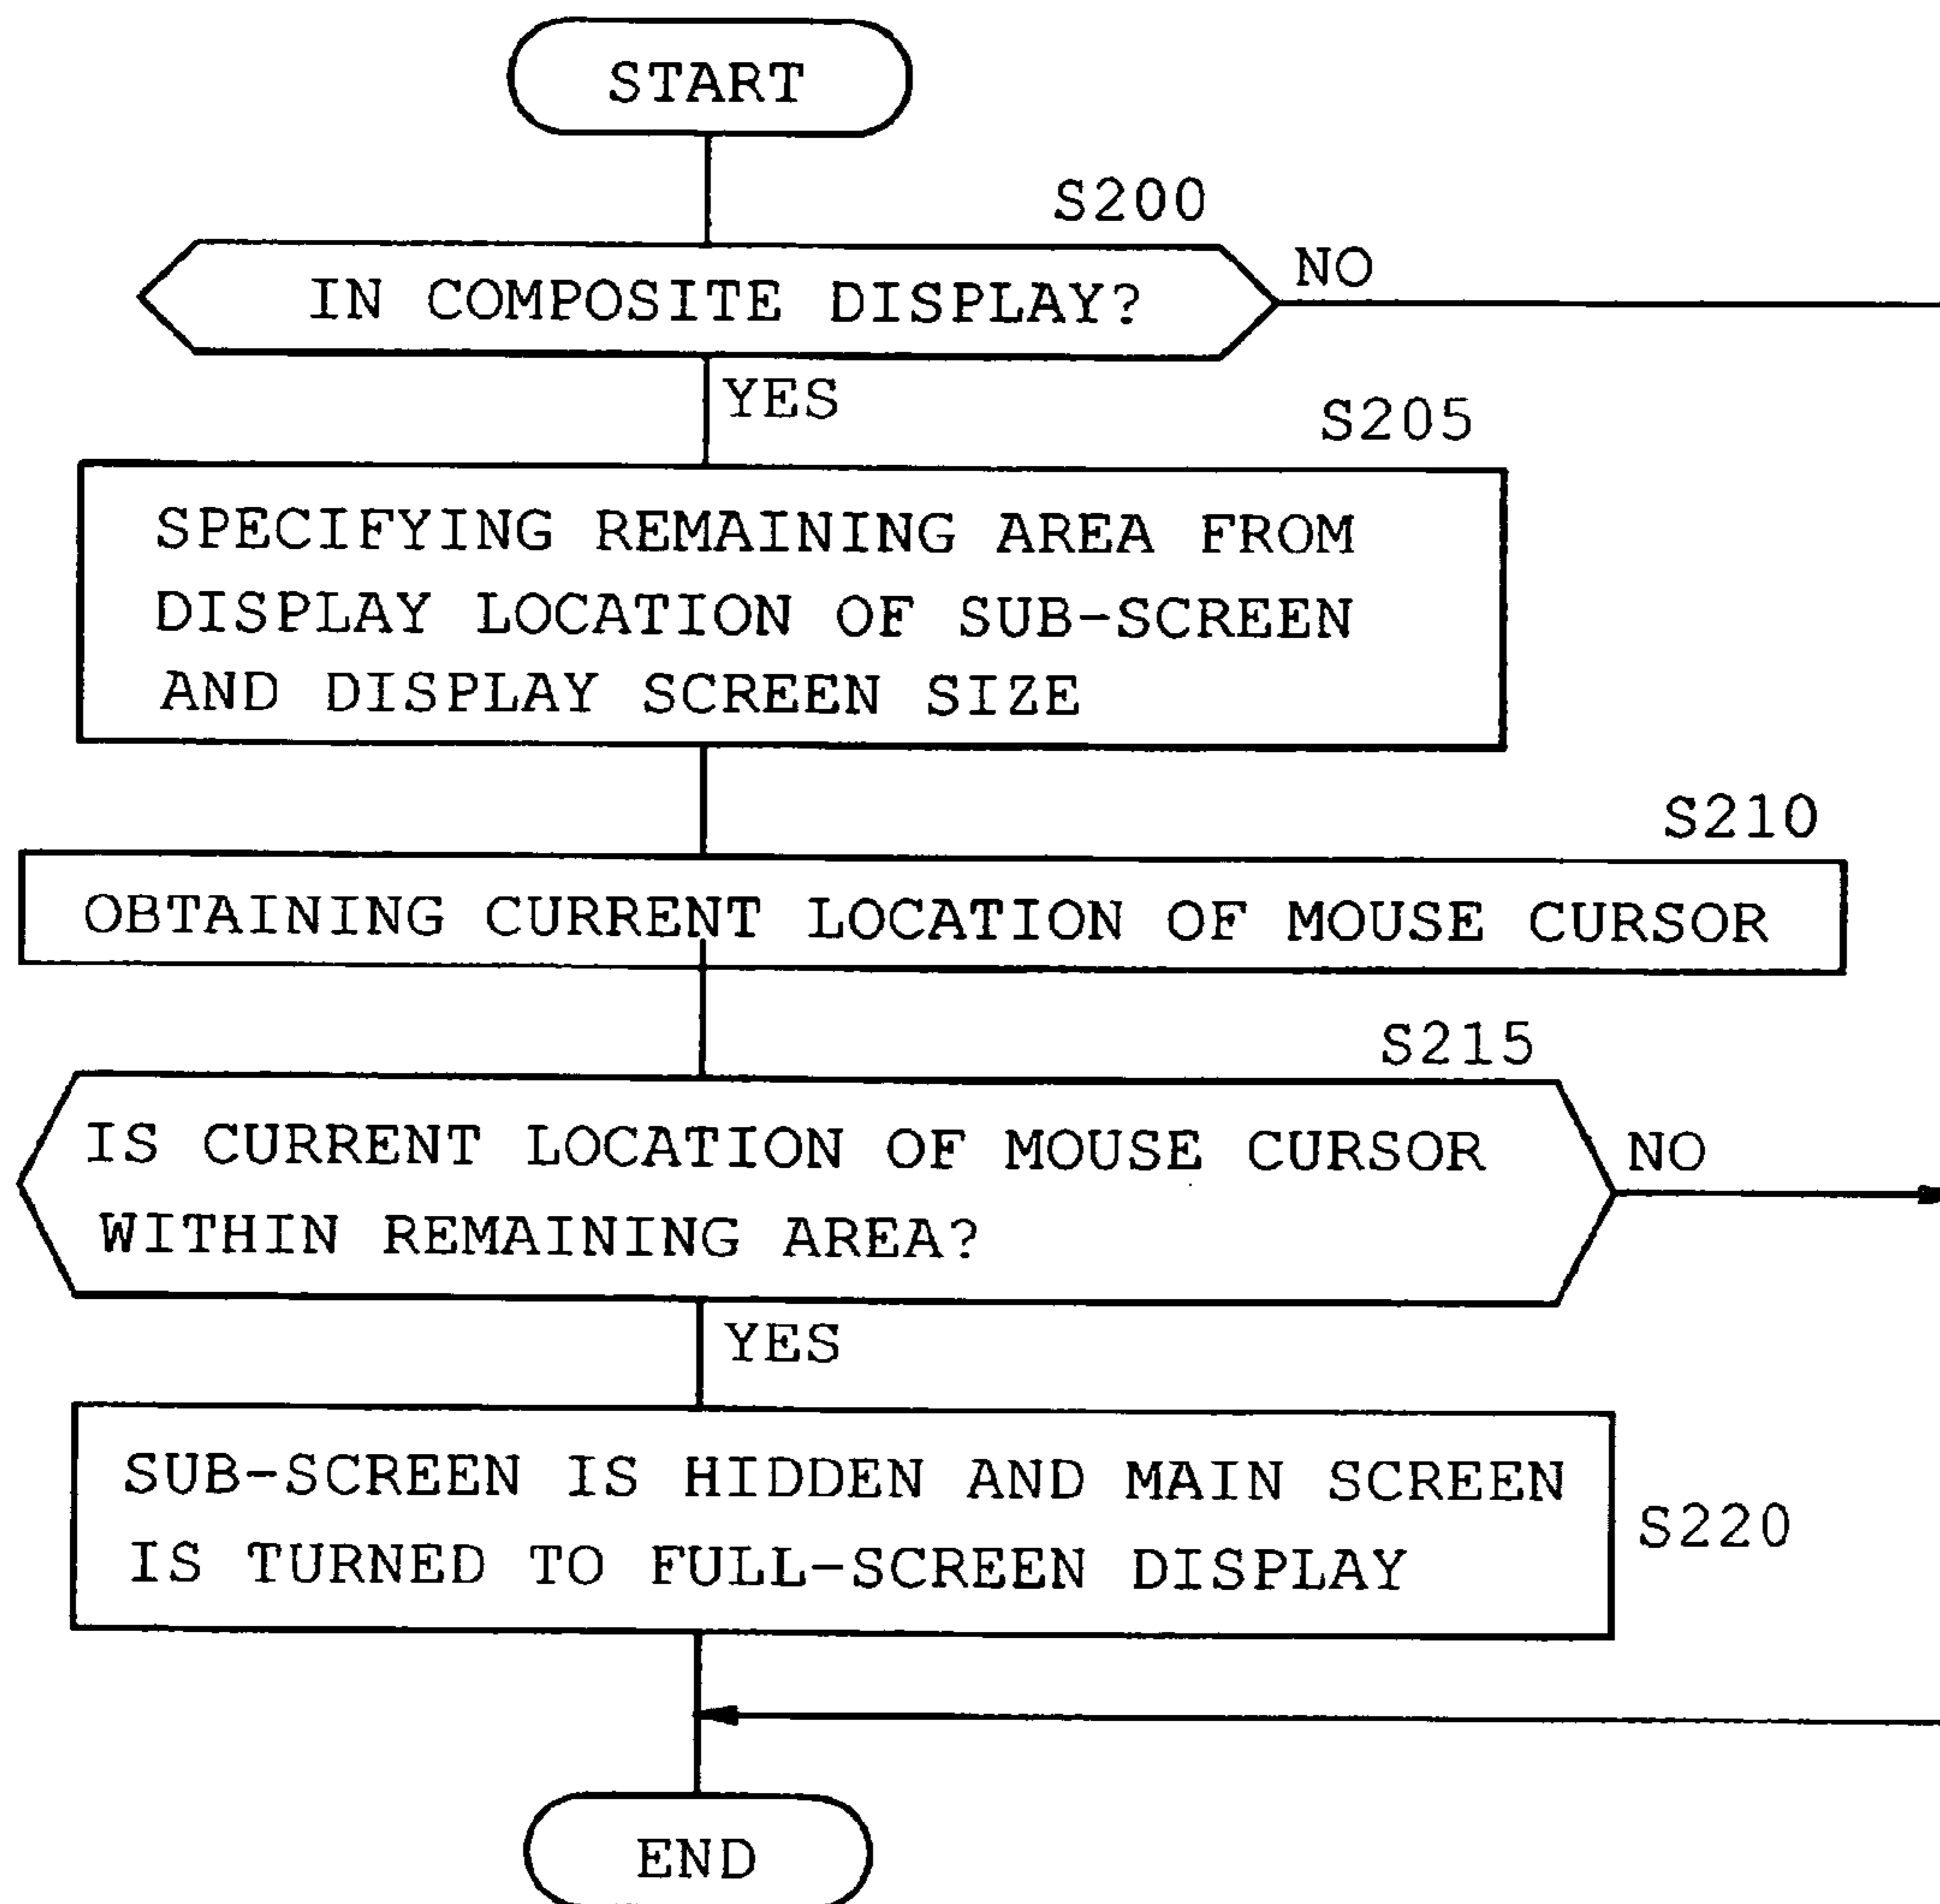 START
S200
IN COMPOSITE DISPLAY?
NO
YES
S205
SPECIFYING REMAINING AREA FROM
DISPLAY LOCATION OF SUB-SCREEN
AND DISPLAY SCREEN SIZE
S210
OBTAINING CURRENT LOCATION OF MOUSE CURSOR
S215
IS CURRENT LOCATION OF MOUSE CURSOR
WITHIN REMAINING AREA?
NO
YES
SUB-SCREEN IS HIDDEN AND MAIN SCREEN
IS TURNED TO FULL-SCREEN DISPLAY
S220
END